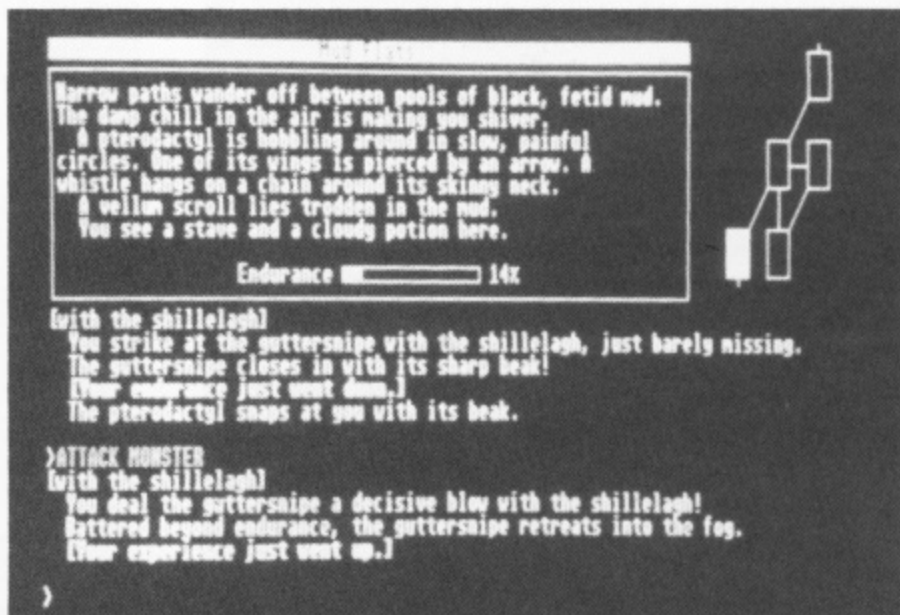 Mud Flats
Narrow paths wander off between pools of black, fetid mud.
The damp chill in the air is making you shiver.
A pterodactyl is hobbling around in slow, painful
circles. One of its wings is pierced by an arrow. A
whistle hangs on a chain around its skinny neck.
A vellum scroll lies trodden in the mud.
You see a stave and a cloudy potion here.
Endurance 14%
[with the shillelagh]
You strike at the guttersnipe with the shillelagh, just barely missing.
The guttersnipe closes in with its sharp beak!
[Your endurance just went down.]
The pterodactyl snaps at you with its beak.
>ATTACK MONSTER
[with the shillelagh]
You deal the guttersnipe a decisive blow with the shillelagh!
Battered beyond endurance, the guttersnipe retreats into the fog.
[Your experience just went up.]
>